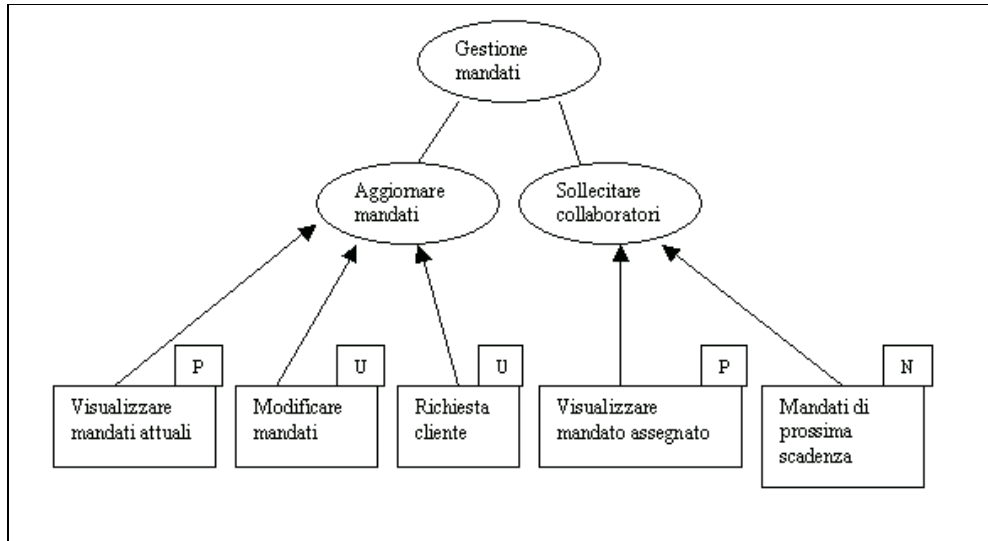 Gestione
mandati
Aggiornare
mandati
Sollecitare
collaboratori
P
U
U
P
N
Visualizzare
mandati attuali
Modificare
mandati
Richiesta
cliente
Visualizzare
mandato assegnato
Mandati di
prossima
scadenza